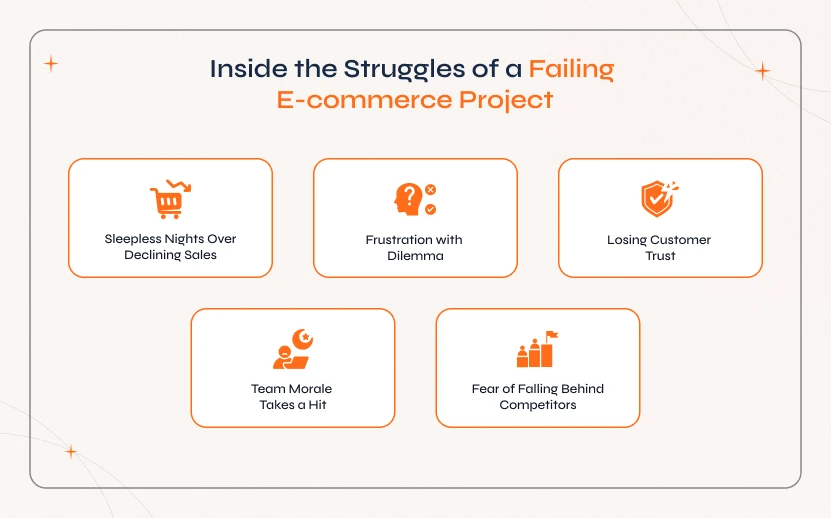 Inside the Struggles of a Failing
E-commerce Project
Sleepless Nights Over
Declining Sales
Frustration with
Dilemma
Losing Customer
Trust
Team Morale
Takes a Hit
Fear of Falling Behind
Competitors